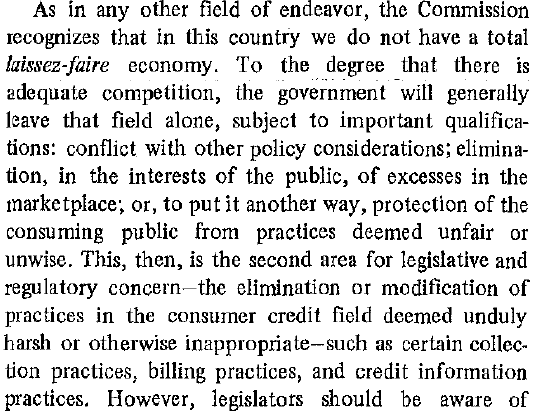 As in any other field of endeavor, the Commission
recognizes that in this country we do not have a total
laissez-faire economy. To the degree that there is
adequate competition, the government will generally
leave that field alone, subject to important qualifica-
tions: conflict with other policy considerations; elimina-
tion, in the interests of the public, of excesses in the
marketplace; or, to put it another way, protection of the
consuming public from practices deemed unfair or
unwise. This, then, is the second area for legislative and
regulatory concern—the elimination or modification of
practices in the consumer credit field deemed unduly
harsh or otherwise inappropriate—such as certain collec-
tion practices, billing practices, and credit information
practices. However, legislators should be aware of